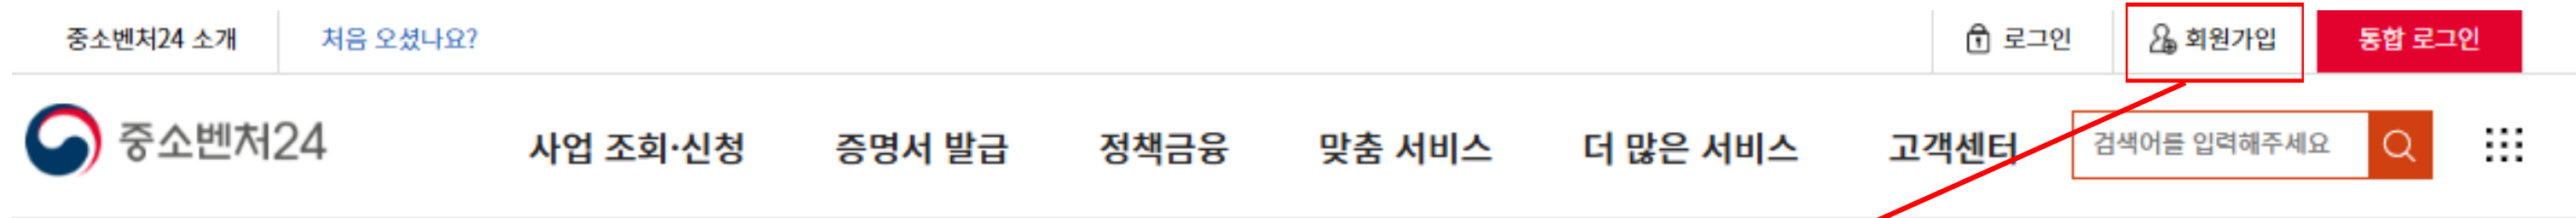 중소벤처24 소개 처음 오셨나요? 로그인 회원가입 통합 로그인
중소벤처24 사업 조회·신청 증명서 발급 정책금융 맞춤 서비스 더 많은 서비스 고객센터 검색어를 입력해주세요